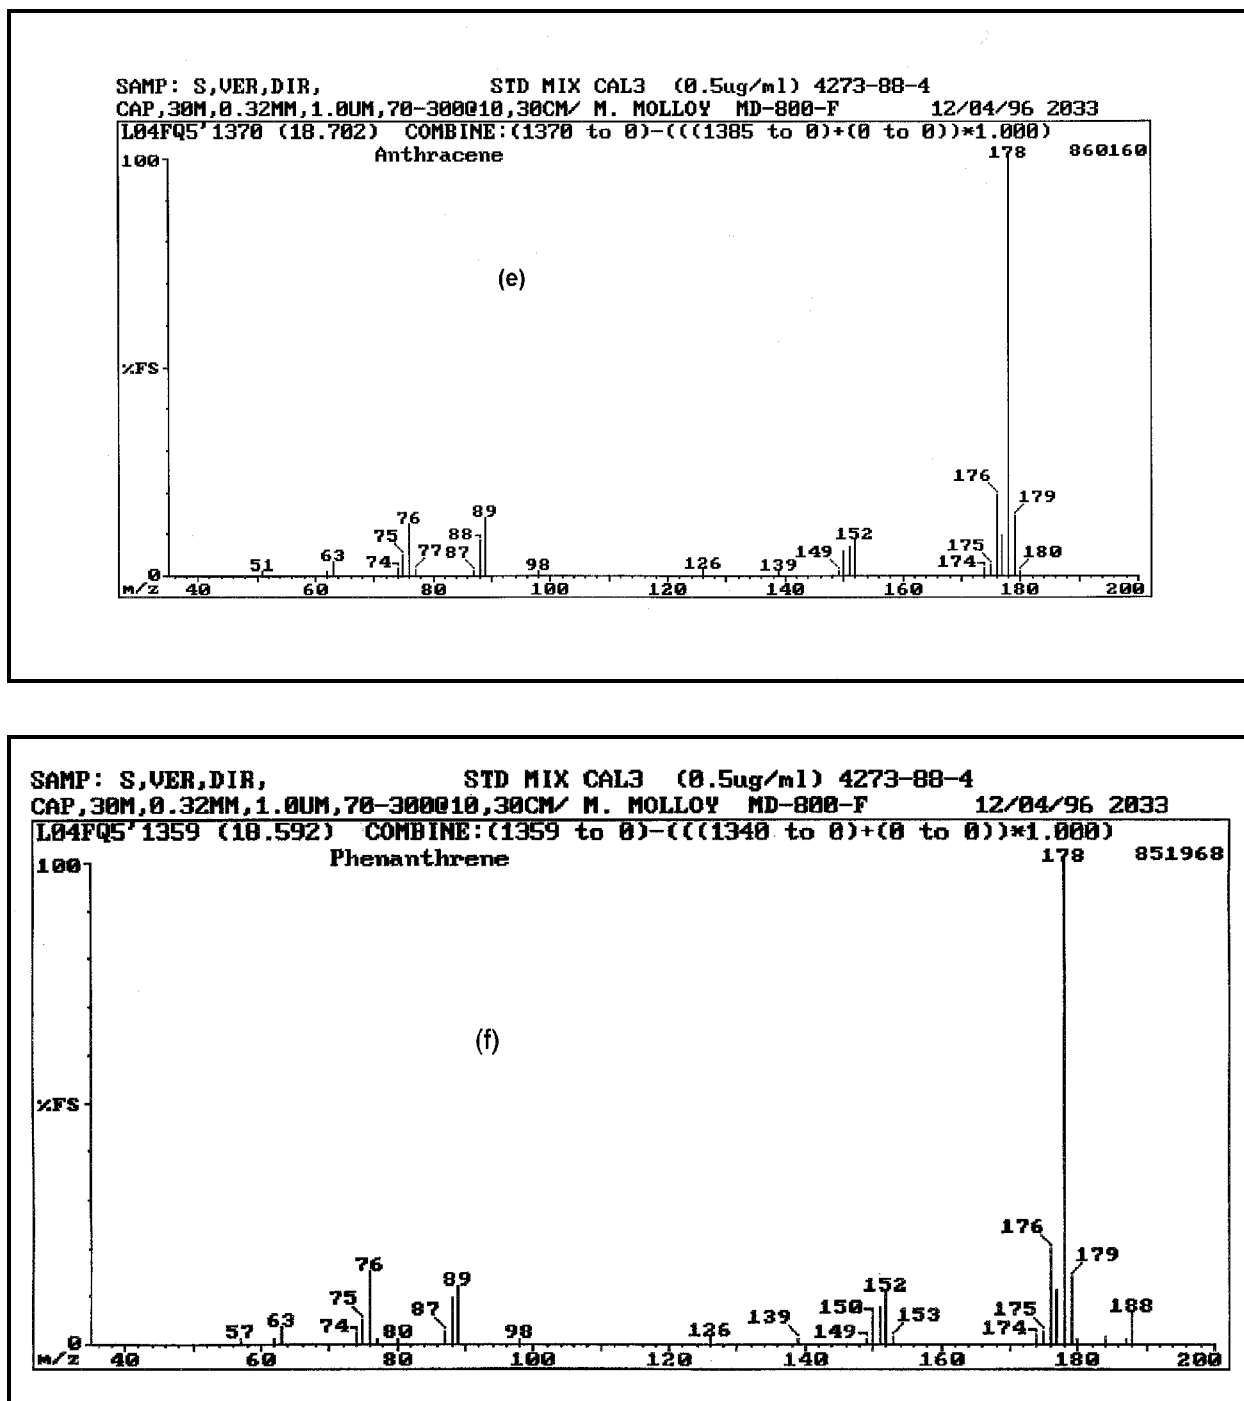 SAMP: S,VER,DIR, STD MIX CAL3 (0.5ug/ml) 4273-88-4
CAP,30M,0.32MM,1.0UM,70-300@10,30CM/ M. MOLLOY MD-800-F 12/04/96 2033
L04FQ5'1370 (18.702) COMBINE:(1370 to 0)-(((1385 to 0)+(0 to 0))*1.000)
100 Anthracene 178 860160
(e)
%FS
176
179
89
76
75 88 152
63 77 87 149 175 180
51 74 98 126 139 174
0
m/z 40 60 80 100 120 140 160 180 200
SAMP: S,VER,DIR, STD MIX CAL3 (0.5ug/ml) 4273-88-4
CAP,30M,0.32MM,1.0UM,70-300@10,30CM/ M. MOLLOY MD-800-F 12/04/96 2033
L04FQ5'1359 (18.592) COMBINE:(1359 to 0)-(((1340 to 0)+(0 to 0))*1.000)
100 Phenanthrene 178 851968
(f)
%FS
176
179
76 89
75 87 152 188
63 139 150 153 175
57 74 80 98 126 149 174
0
m/z 40 60 80 100 120 140 160 180 200